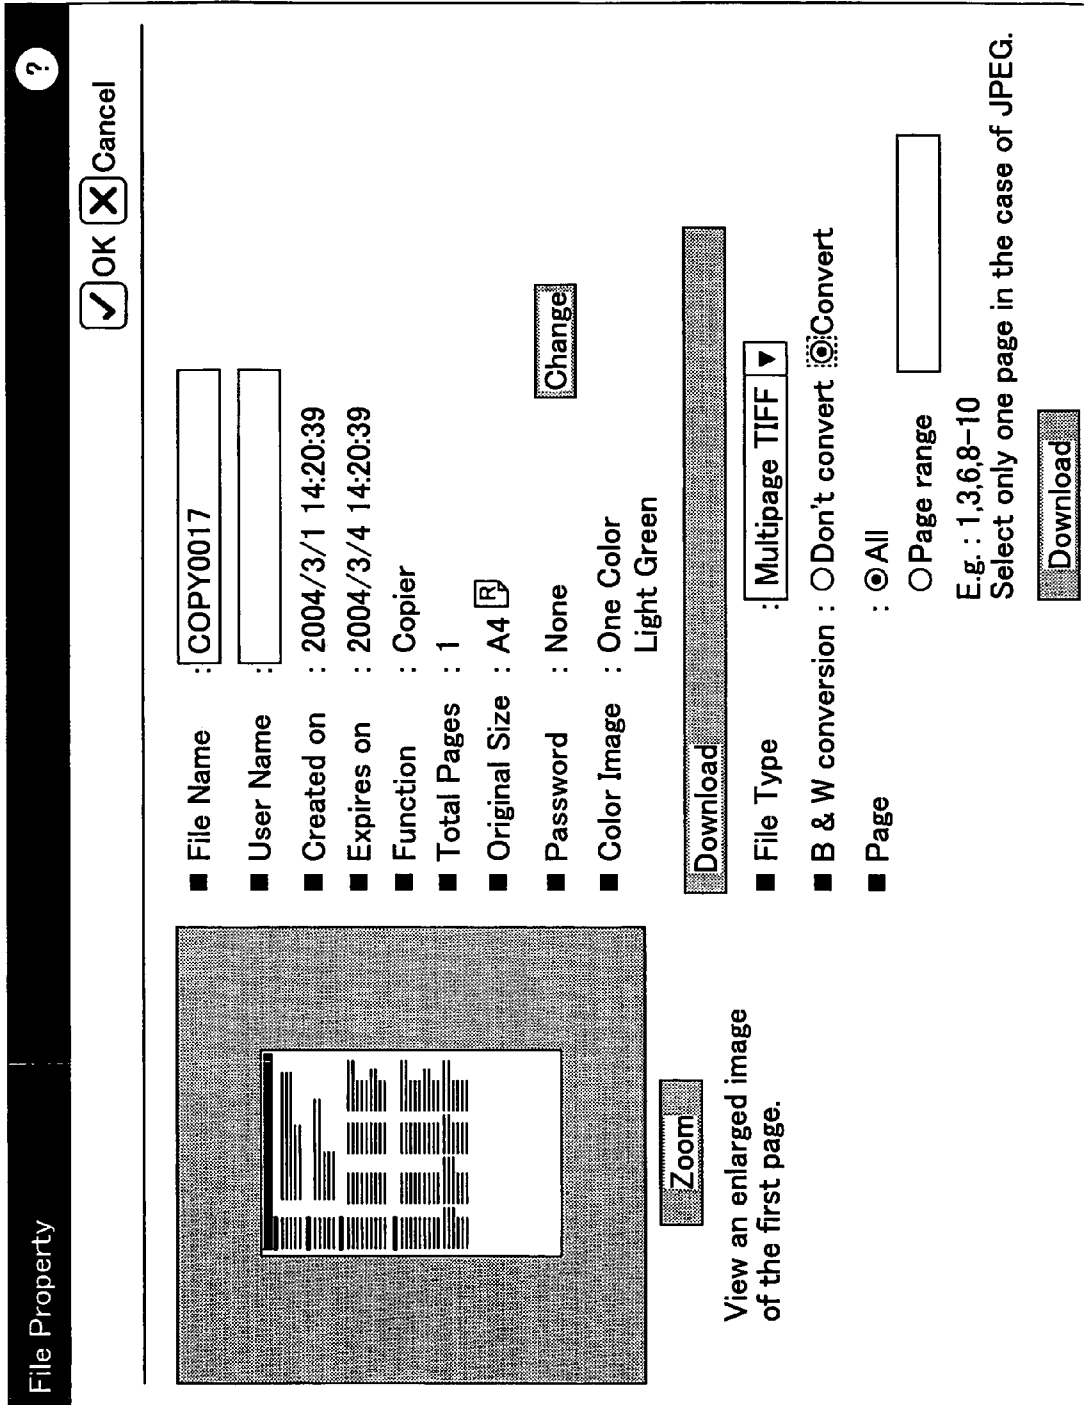 File Property
?
OK Cancel
■ File Name : COPY0017
■ User Name :
■ Created on : 2004/3/1 14:20:39
■ Expires on : 2004/3/4 14:20:39
■ Function : Copier
■ Total Pages : 1
■ Original Size : A4 R
■ Password : None Change
■ Color Image : One Color
Light Green
Download
■ File Type : Multipage TIFF ▼
■ B & W conversion : Don't convert Convert
■ Page : All
Page range
E.g. : 1,3,6,8-10
Select only one page in the case of JPEG.
Download
Zoom
View an enlarged image
of the first page.